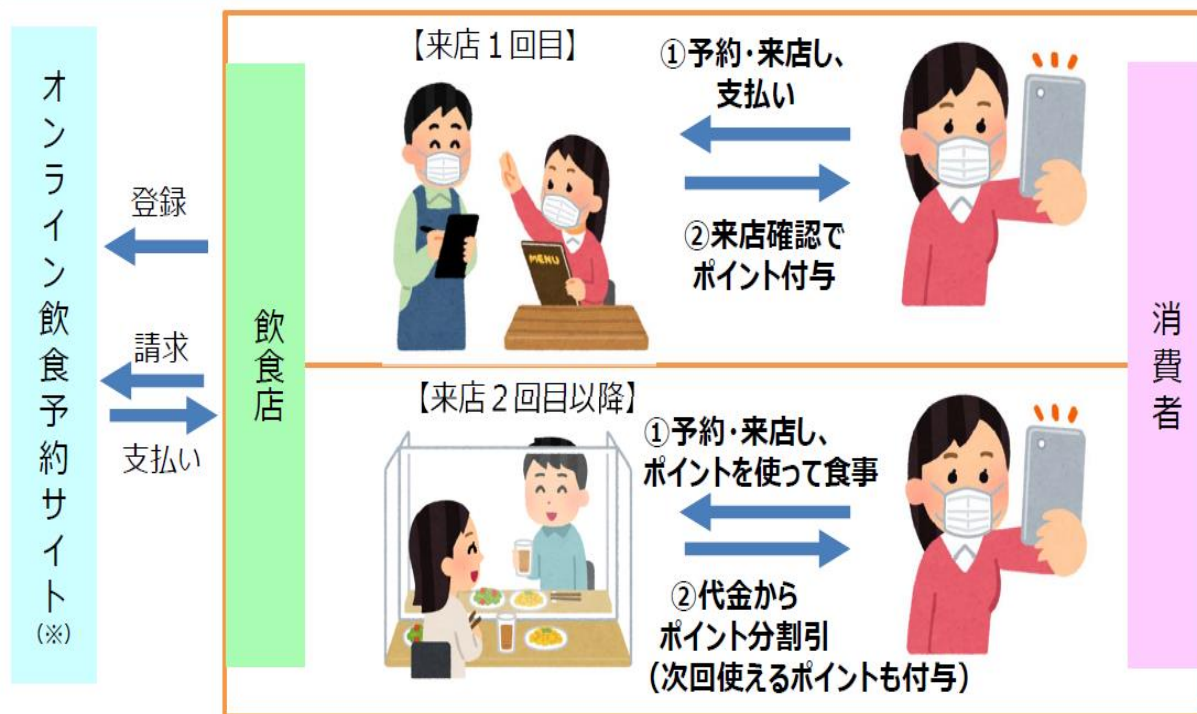 オンライン飲食予約サイト
(※)
登録
請求
支払い
飲食店
【来店1回目】
①予約・来店し、
支払い
②来店確認で
ポイント付与
MENU
【来店2回目以降】
①予約・来店し、
ポイントを使って食事
②代金から
ポイント分割引
(次回使えるポイントも付与)
消費者